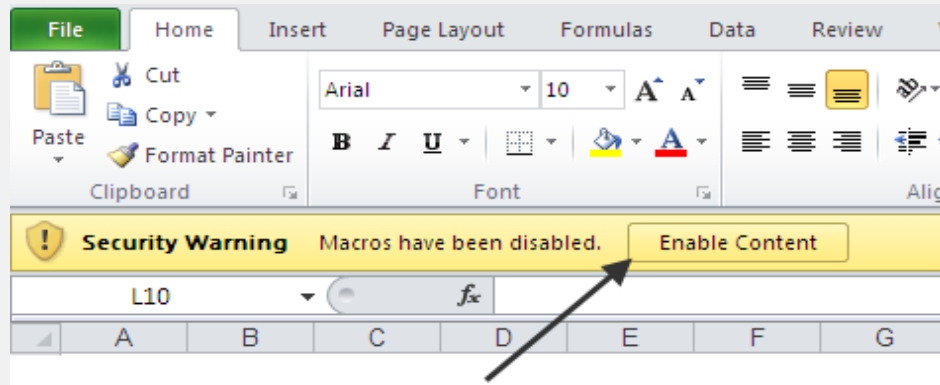 File Home Insert Page Layout Formulas Data Review
Cut
Copy
Paste
Format Painter
Clipboard
Arial 10 A A
B I U A
Font
Security Warning Macros have been disabled. Enable Content
L10 fx
A B C D E F G